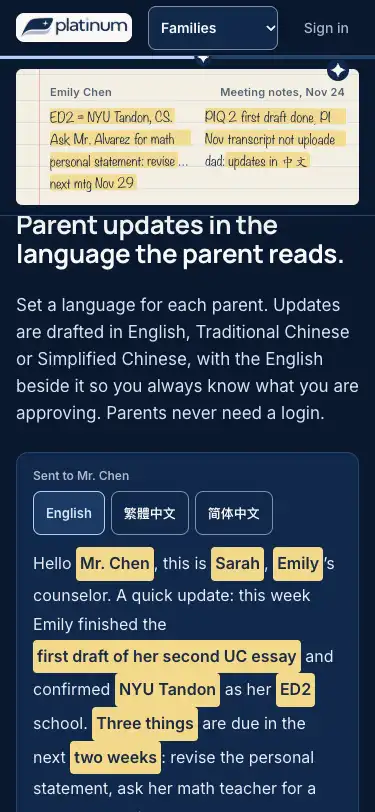 platinum
Families
Sign in
Emily Chen
Meeting notes, Nov 24
ED2 = NYU Tandon, CS.
Ask Mr. Alvarez for math
personal statement: revise ...
next mtg Nov 29
PIQ 2 first draft done, PI
Nov transcript not uploade
dad: updates in 中文
Parent updates in the
language the parent reads.
Set a language for each parent. Updates
are drafted in English, Traditional Chinese
or Simplified Chinese, with the English
beside it so you always know what you are
approving. Parents never need a login.
Sent to Mr. Chen
English
繁體中文
简体中文
Hello Mr. Chen, this is Sarah, Emily's
counselor. A quick update: this week
Emily finished the
first draft of her second UC essay and
confirmed NYU Tandon as her ED2
school. Three things are due in the
next two weeks: revise the personal
statement, ask her math teacher for a